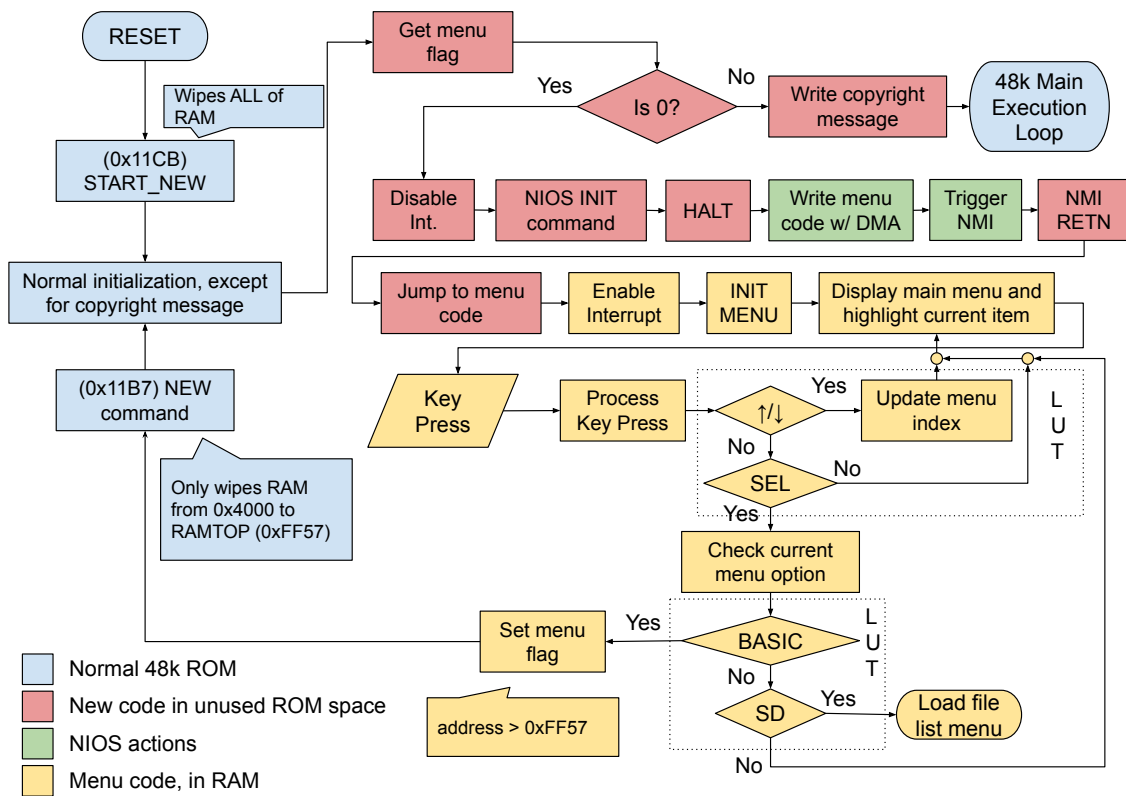 RESET
Wipes ALL of
RAM
(0x11CB)
START_NEW
Normal initialization, except
for copyright message
(0x11B7) NEW
command
Only wipes RAM
from 0x4000 to
RAMTOP (0xFF57)
Get menu
flag
Is 0?
Yes
No
Write copyright
message
48k Main
Execution
Loop
Disable
Int.
NIOS INIT
command
HALT
Write menu
code w/ DMA
Trigger
NMI
NMI
RETN
Jump to menu
code
Enable
Interrupt
INIT
MENU
Display main menu and
highlight current item
Key
Press
Process
Key Press
↑/↓
Yes
Update menu
index
No
SEL
No
Yes
L
U
T
Check current
menu option
BASIC
Yes
Set menu
flag
address > 0xFF57
No
SD
Yes
Load file
list menu
No
L
U
T
Normal 48k ROM
New code in unused ROM space
NIOS actions
Menu code, in RAM